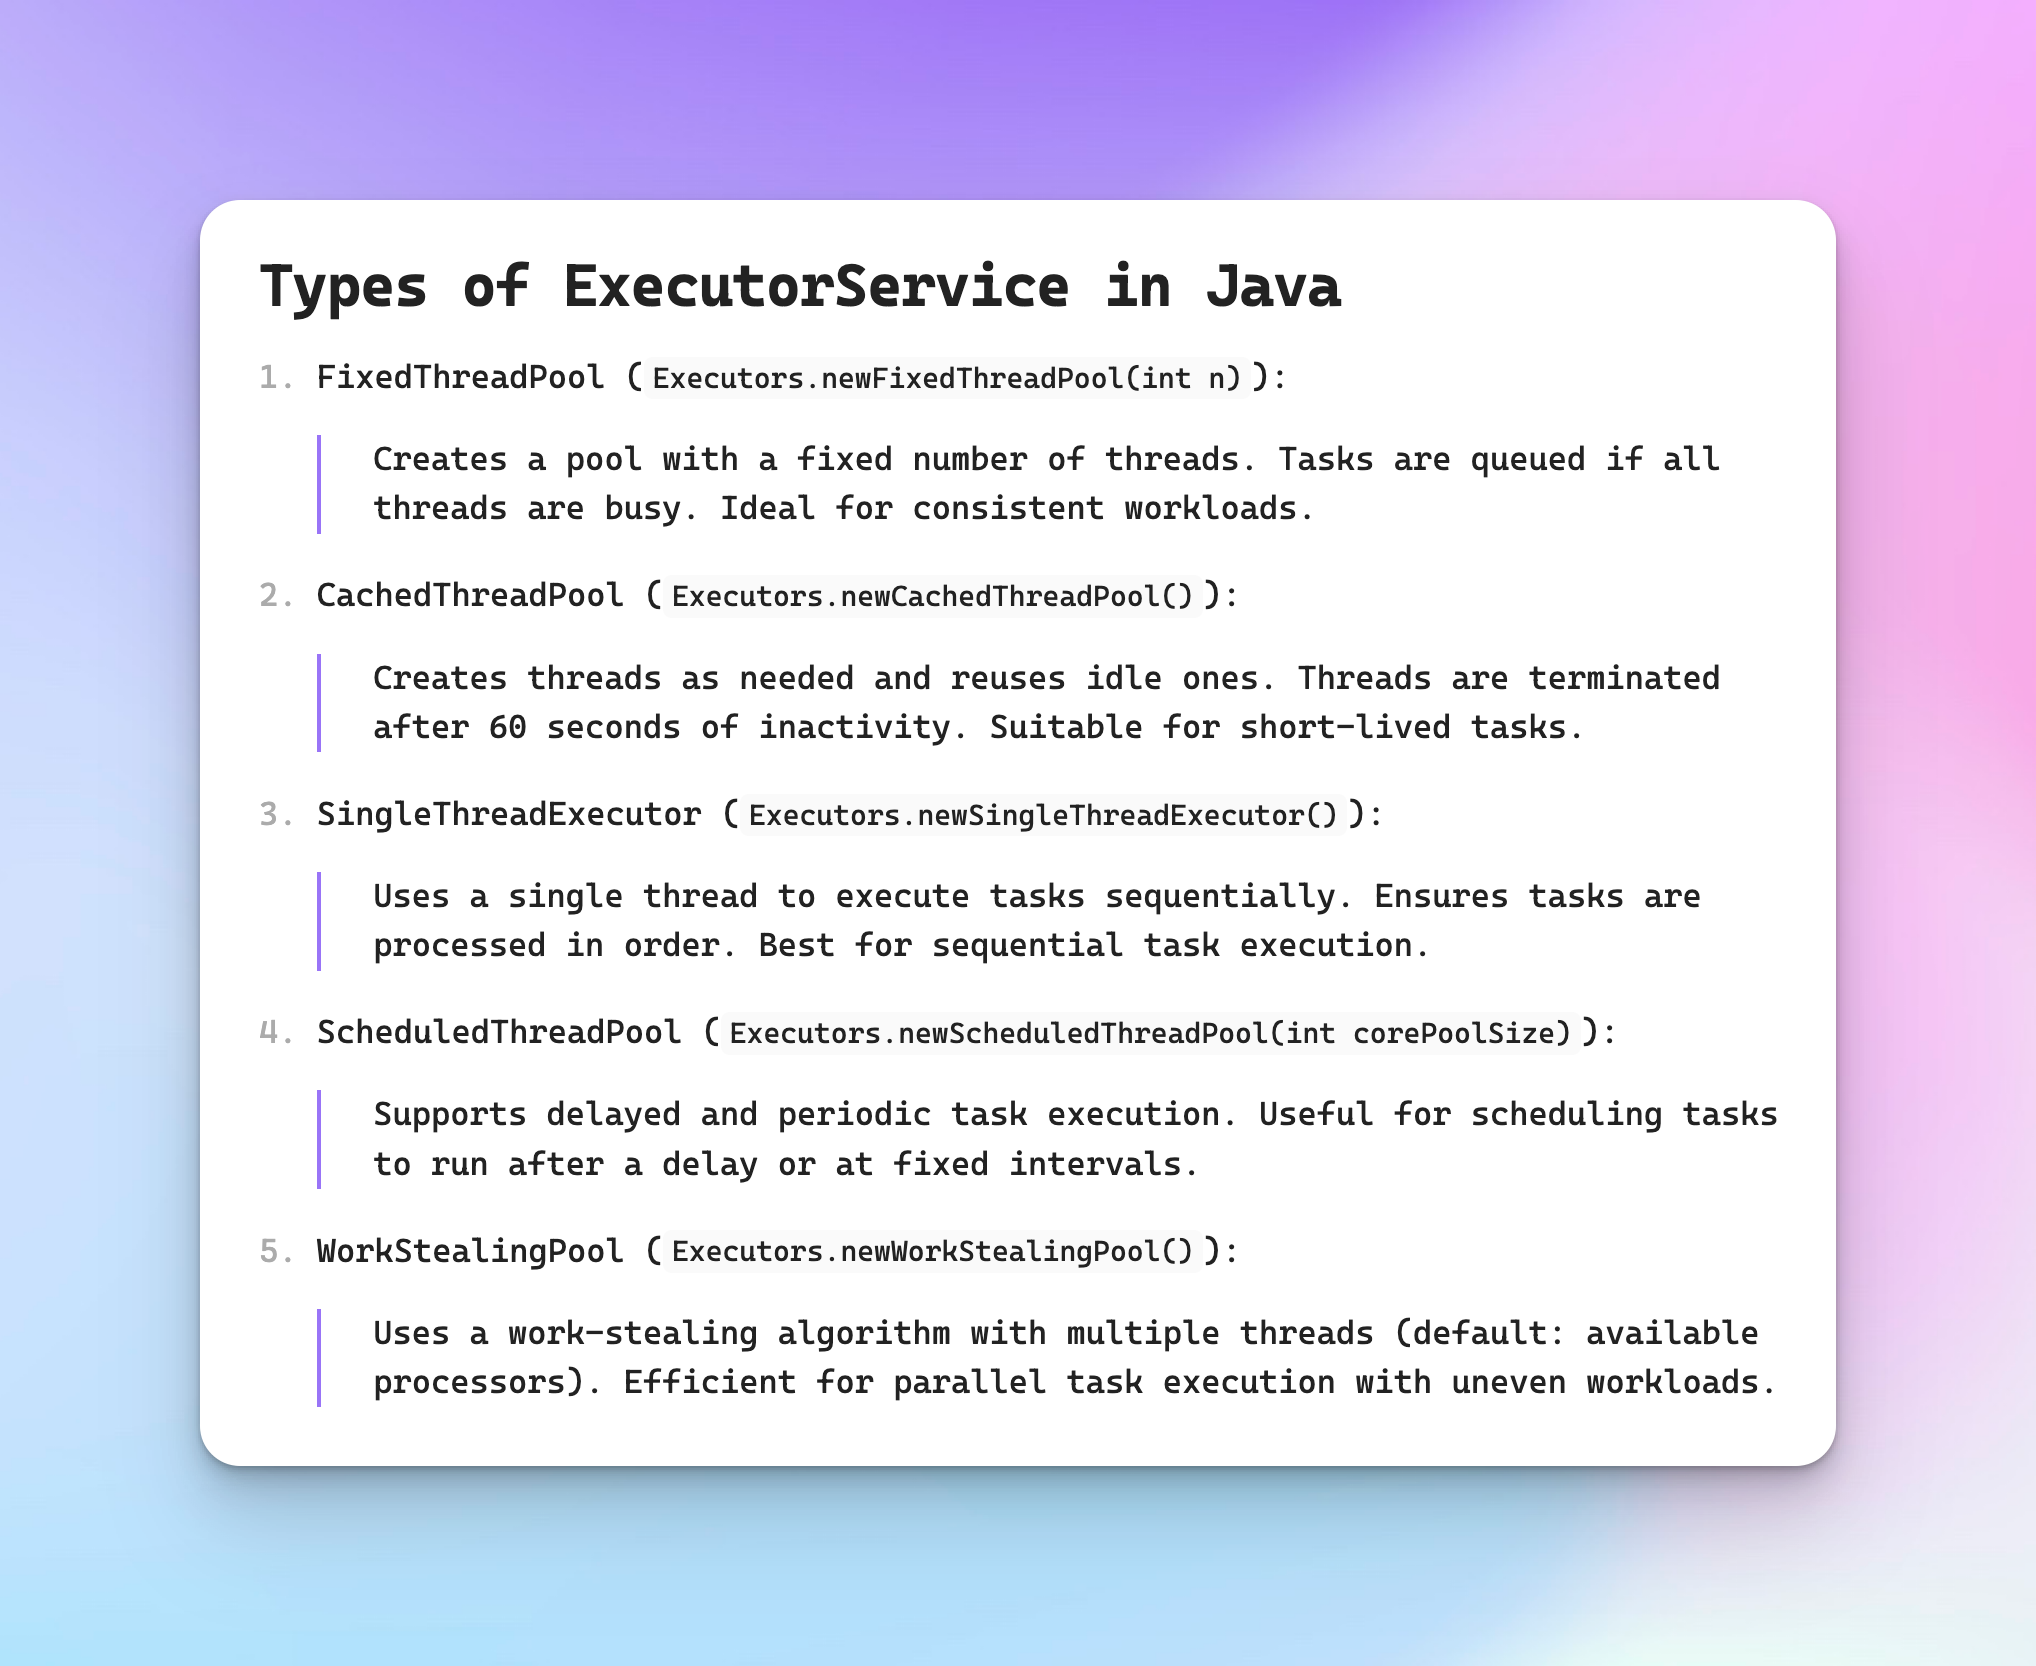 Types of ExecutorService in Java
1. FixedThreadPool (Executors.newFixedThreadPool(int n)):
Creates a pool with a fixed number of threads. Tasks are queued if all
threads are busy. Ideal for consistent workloads.
2. CachedThreadPool (Executors.newCachedThreadPool()):
Creates threads as needed and reuses idle ones. Threads are terminated
after 60 seconds of inactivity. Suitable for short-lived tasks.
3. SingleThreadExecutor (Executors.newSingleThreadExecutor()):
Uses a single thread to execute tasks sequentially. Ensures tasks are
processed in order. Best for sequential task execution.
4. ScheduledThreadPool (Executors.newScheduledThreadPool(int corePoolSize)):
Supports delayed and periodic task execution. Useful for scheduling tasks
to run after a delay or at fixed intervals.
5. WorkStealingPool (Executors.newWorkStealingPool()):
Uses a work-stealing algorithm with multiple threads (default: available
processors). Efficient for parallel task execution with uneven workloads.